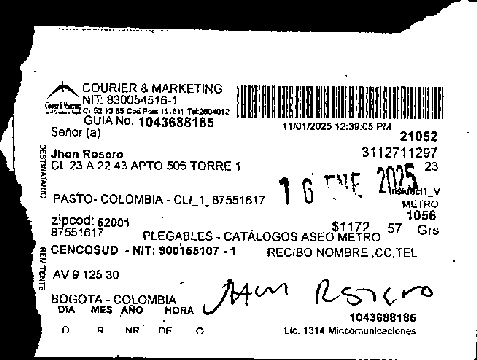 COURIER & MARKETING
NIT: 830054516-1
GUIA No. 1043688185
11/01/2025 12:39:05 PM
Señor (a)
21052
Jhon Rosero
3112711297
CL 23 A 22 43 APTO 505 TORRE 1
23
DESTINATARIO
16 ENE 2025
PASTO- COLOMBIA - CL/_1_87551617
METRO
zipcod: 52001
1056
87551617
$1172 57 Grs
PLEGABLES - CATÁLOGOS ASEO METRO
CENCOSUD - NIT: 900155107 - 1
RECIBO NOMBRE ,CC,TEL
REMITENTE
AV 9 125 30
BOGOTA - COLOMBIA
Jhon Rosero
DIA MES AÑO HORA
1043688185
D R NR DE C
Lic. 1314 Mincomunicaciones